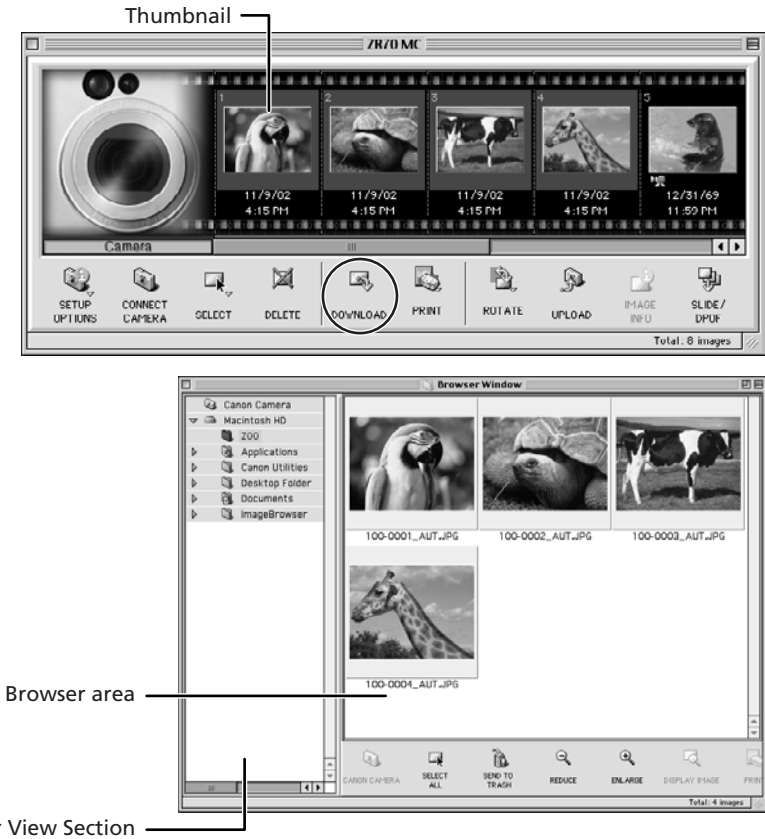 Thumbnail
ZR70 MC
1
2
3
4
5
11/9/02
4:15 PM
11/9/02
4:15 PM
11/9/02
4:15 PM
11/9/02
4:15 PM
12/31/69
11:59 PM
Camera
SETUP OPTIONS
CONNECT CAMERA
SELECT
DELETE
DOWNLOAD
PRINT
ROTATE
UPLOAD
IMAGE INFO
SLIDE/ DPOF
Total: 8 images
Browser Window
Canon Camera
Macintosh HD
ZOO
Applications
Canon Utilities
Desktop Folder
Documents
ImageBrowser
100-0001_AUT.JPG
100-0002_AUT.JPG
100-0003_AUT.JPG
100-0004_AUT.JPG
Browser area
CANON CAMERA
SELECT ALL
SEND TO TRASH
REDUCE
ENLARGE
DISPLAY IMAGE
PRIN
Total: 4 images
View Section